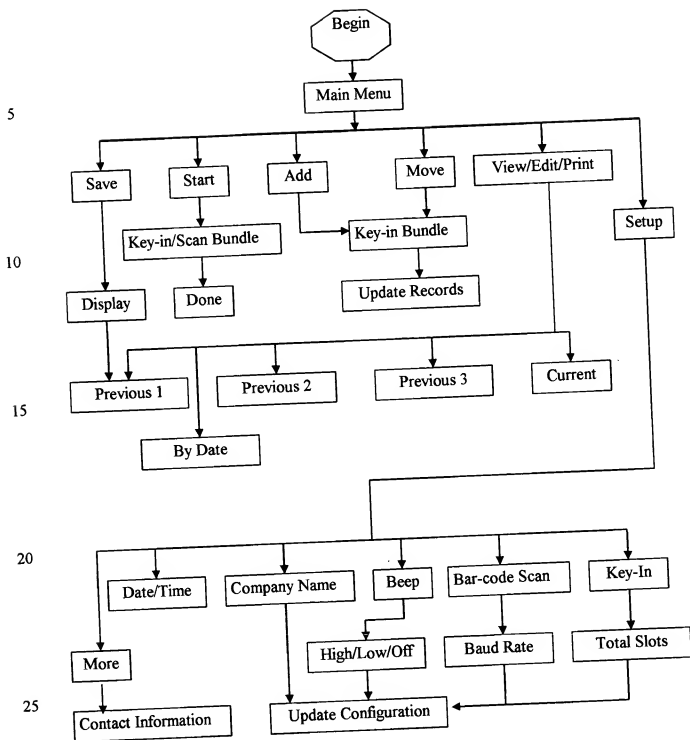 Begin
Main Menu
5
Save
Start
Add
Move
View/Edit/Print
Setup
Key-in/Scan Bundle
Key-in Bundle
10
Display
Done
Update Records
Previous 1
Previous 2
Previous 3
Current
15
By Date
20
Date/Time
Company Name
Beep
Bar-code Scan
Key-In
More
High/Low/Off
Baud Rate
Total Slots
25
Contact Information
Update Configuration